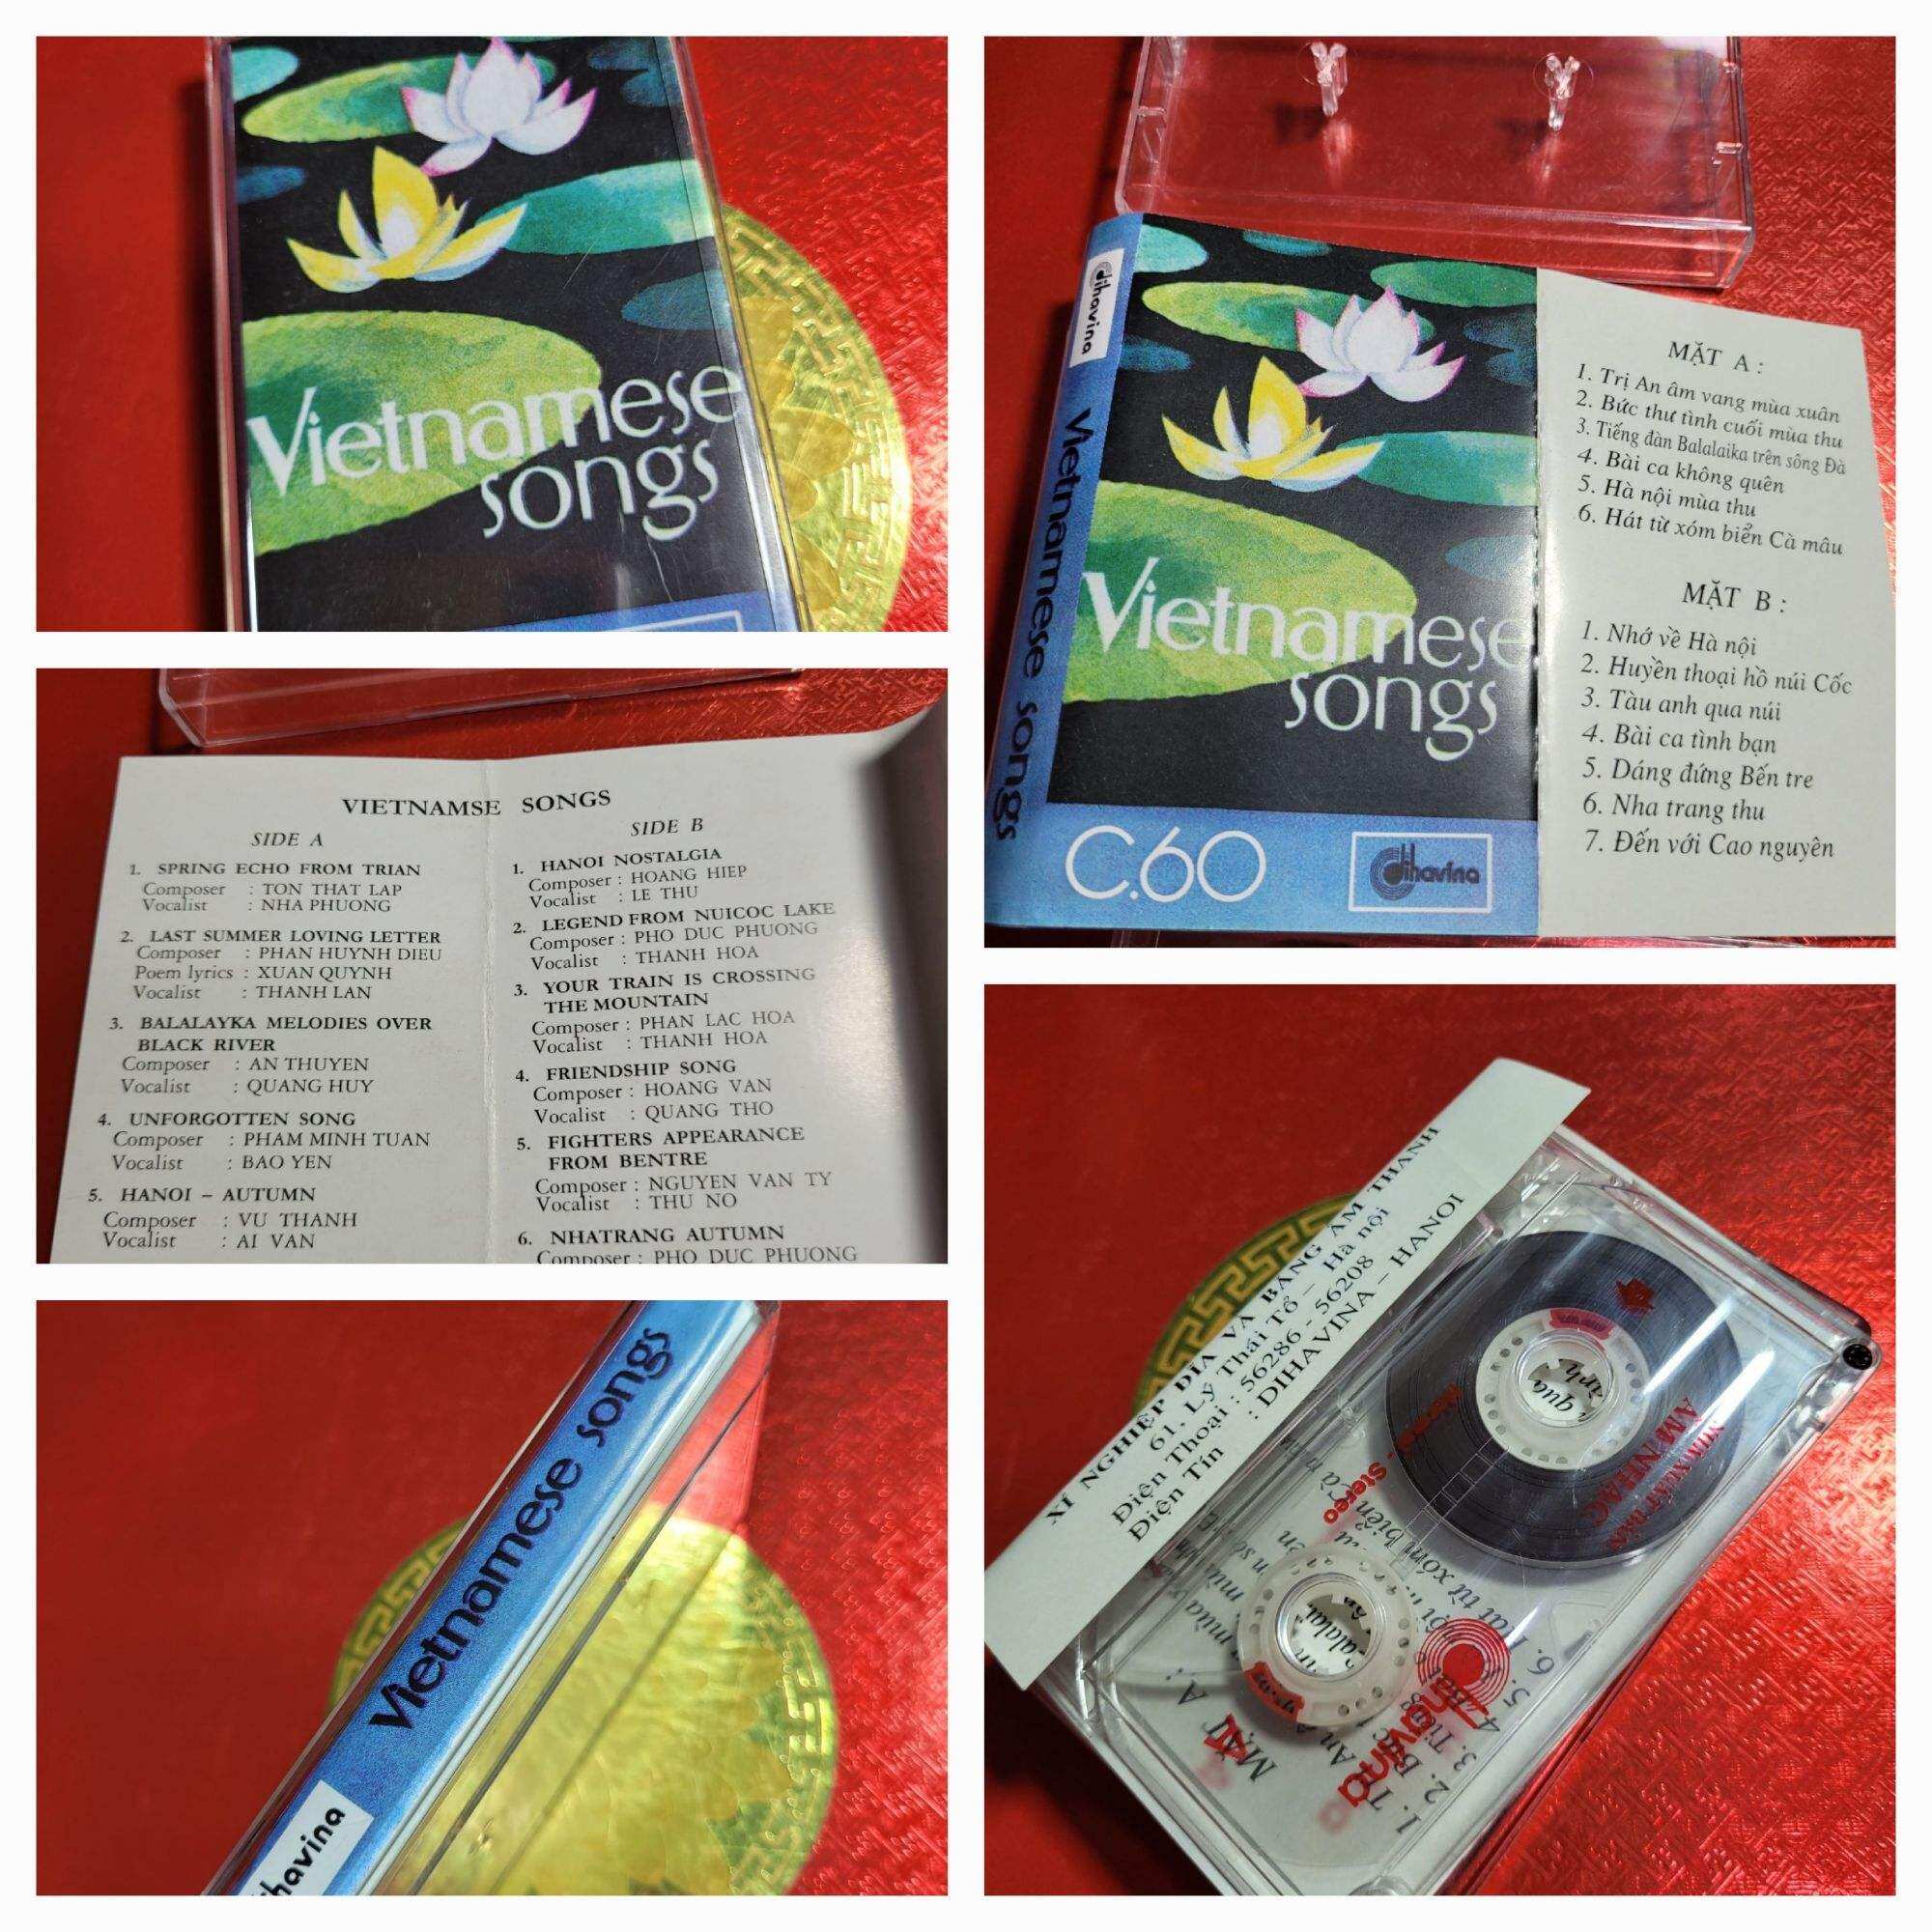 Vietnamese
songs
dihavina
Vietnamese songs
Vietnamese
songs
C.60
dihavina
MẶT A :
1. Trị An âm vang mùa xuân
2. Bức thư tình cuối mùa thu
3. Tiếng đàn Balalaika trên sông Đà
4. Bài ca không quên
5. Hà nội mùa thu
6. Hát từ xóm biển Cà mâu
MẶT B :
1. Nhớ về Hà nội
2. Huyền thoại hồ núi Cốc
3. Tàu anh qua núi
4. Bài ca tình bạn
5. Dáng đứng Bến tre
6. Nha trang thu
7. Đến với Cao nguyên
VIETNAMSE SONGS
SIDE A
1. SPRING ECHO FROM TRIAN
Composer : TON THAT LAP
Vocalist : NHA PHUONG
2. LAST SUMMER LOVING LETTER
Composer : PHAN HUYNH DIEU
Poem lyrics : XUAN QUYNH
Vocalist : THANH LAN
3. BALALAYKA MELODIES OVER
BLACK RIVER
Composer : AN THUYEN
Vocalist : QUANG HUY
4. UNFORGOTTEN SONG
Composer : PHAM MINH TUAN
Vocalist : BAO YEN
5. HANOI – AUTUMN
Composer : VU THANH
Vocalist : AI VAN
SIDE B
1. HANOI NOSTALGIA
Composer : HOANG HIEP
Vocalist : LE THU
2. LEGEND FROM NUICOC LAKE
Composer : PHO DUC PHUONG
Vocalist : THANH HOA
3. YOUR TRAIN IS CROSSING
THE MOUNTAIN
Composer : PHAN LAC HOA
Vocalist : THANH HOA
4. FRIENDSHIP SONG
Composer : HOANG VAN
Vocalist : QUANG THO
5. FIGHTERS APPEARANCE
FROM BENTRE
Composer : NGUYEN VAN TY
Vocalist : THU NO
6. NHATRANG AUTUMN
Composer : PHO DUC PHUONG
XÍ NGHIỆP ĐĨA VÀ BĂNG ÂM THANH
61, Lý Thái Tổ – Hà nội
Điện Thoại : 56286 - 56208
Điện Tín : DIHAVINA – HANOI
Stereo
ÂM NHẠC
MẶT A :
6. Hát từ xóm biển
Vietnamese songs
havina